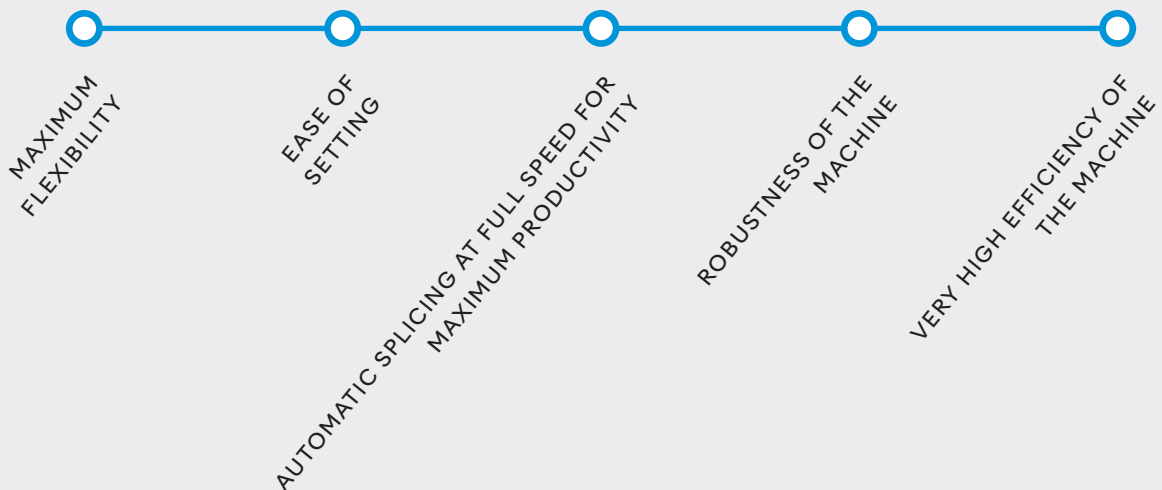 MAXIMUM
FLEXIBILITY
EASE OF
SETTING
AUTOMATIC SPLICING AT FULL SPEED FOR
MAXIMUM PRODUCTIVITY
ROBUSTNESS OF THE
MACHINE
VERY HIGH EFFICIENCY OF
THE MACHINE